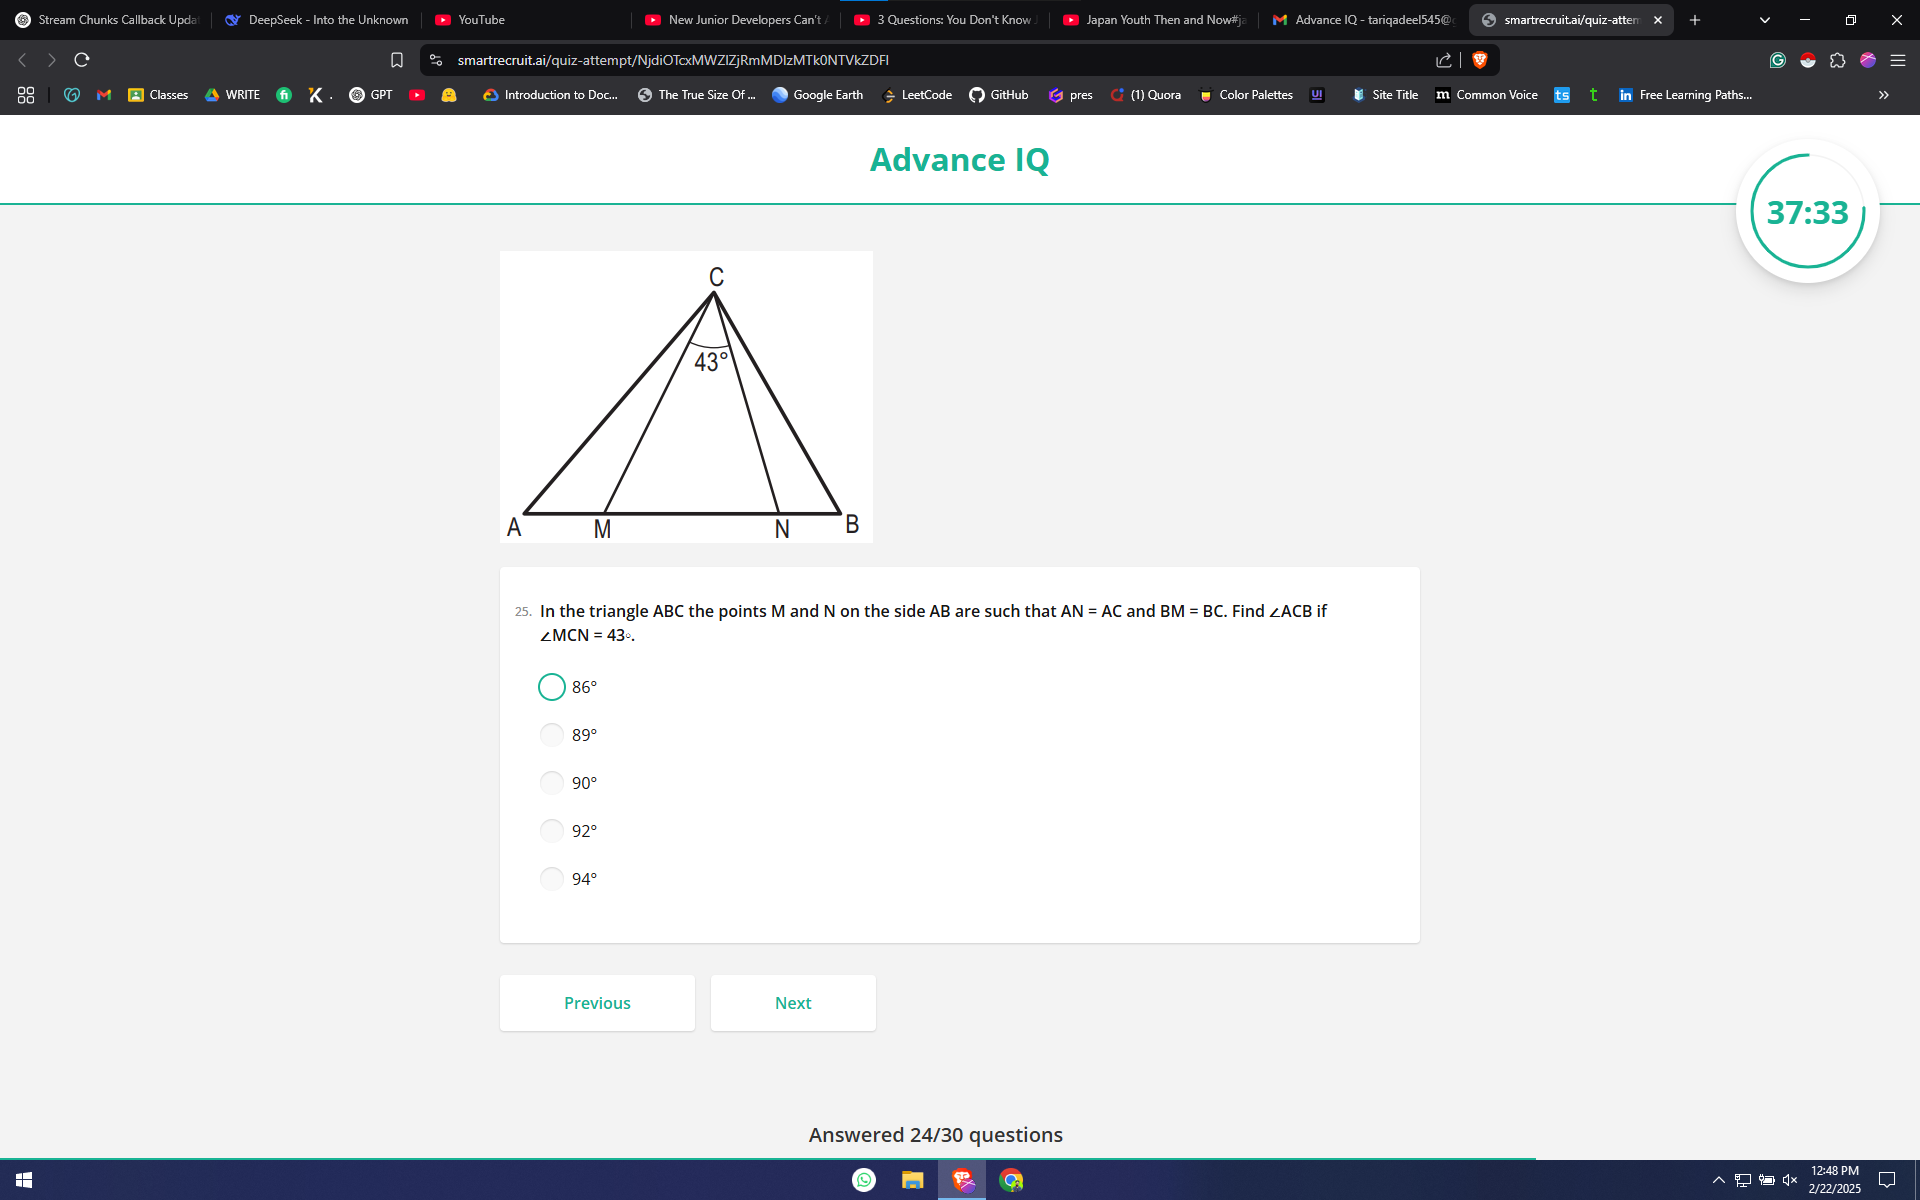 Stream Chunks Callback Upda
DeepSeek - Into the Unknown
YouTube
New Junior Developers Can't
3 Questions: You Don't Know
Japan Youth Then and Now#ja
Advance IQ - tariqadeel545@
smartrecruit.ai/quiz-attem
smartrecruit.ai/quiz-attempt/NjdiOTcxMWZlZjRmMDIzMTk0NTVkZDFl
Classes
WRITE
K .
GPT
Introduction to Doc...
The True Size Of ...
Google Earth
LeetCode
GitHub
pres
(1) Quora
Color Palettes
UI
Site Title
m Common Voice
ts
t
in Free Learning Paths...
Advance IQ
37:33
C
43°
A
M
N
B
25. In the triangle ABC the points M and N on the side AB are such that AN = AC and BM = BC. Find ∠ACB if
∠MCN = 43◦.
86°
89°
90°
92°
94°
Previous
Next
Answered 24/30 questions
12:48 PM
2/22/2025